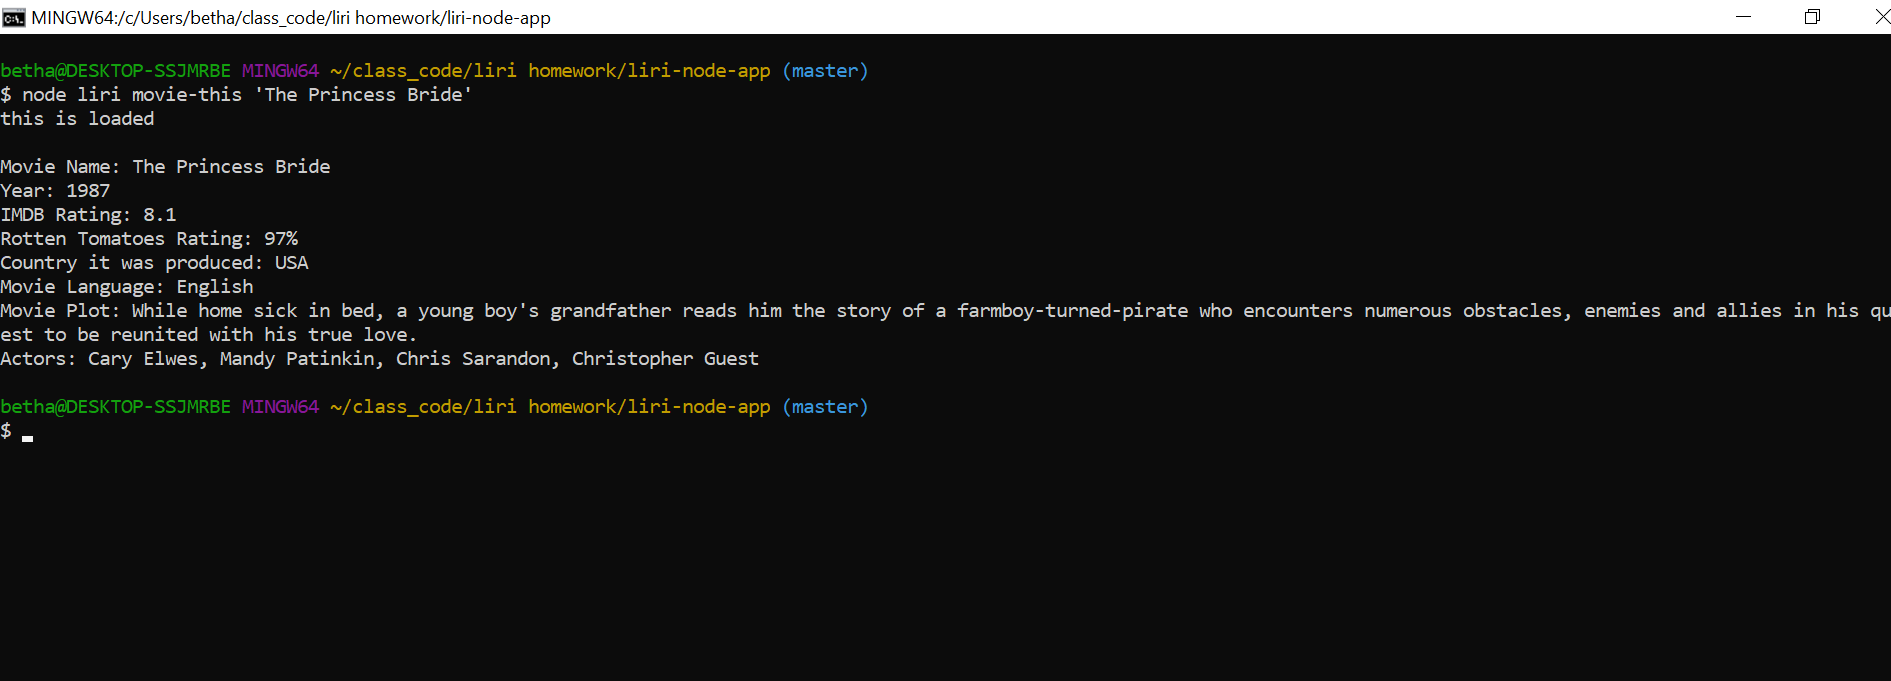 MINGW64:/c/Users/betha/class_code/liri homework/liri-node-app
betha@DESKTOP-SSJMRBE MINGW64 ~/class_code/liri homework/liri-node-app (master)
$ node liri movie-this 'The Princess Bride'
this is loaded
Movie Name: The Princess Bride
Year: 1987
IMDB Rating: 8.1
Rotten Tomatoes Rating: 97%
Country it was produced: USA
Movie Language: English
Movie Plot: While home sick in bed, a young boy's grandfather reads him the story of a farmboy-turned-pirate who encounters numerous obstacles, enemies and allies in his qu
est to be reunited with his true love.
Actors: Cary Elwes, Mandy Patinkin, Chris Sarandon, Christopher Guest
betha@DESKTOP-SSJMRBE MINGW64 ~/class_code/liri homework/liri-node-app (master)
$